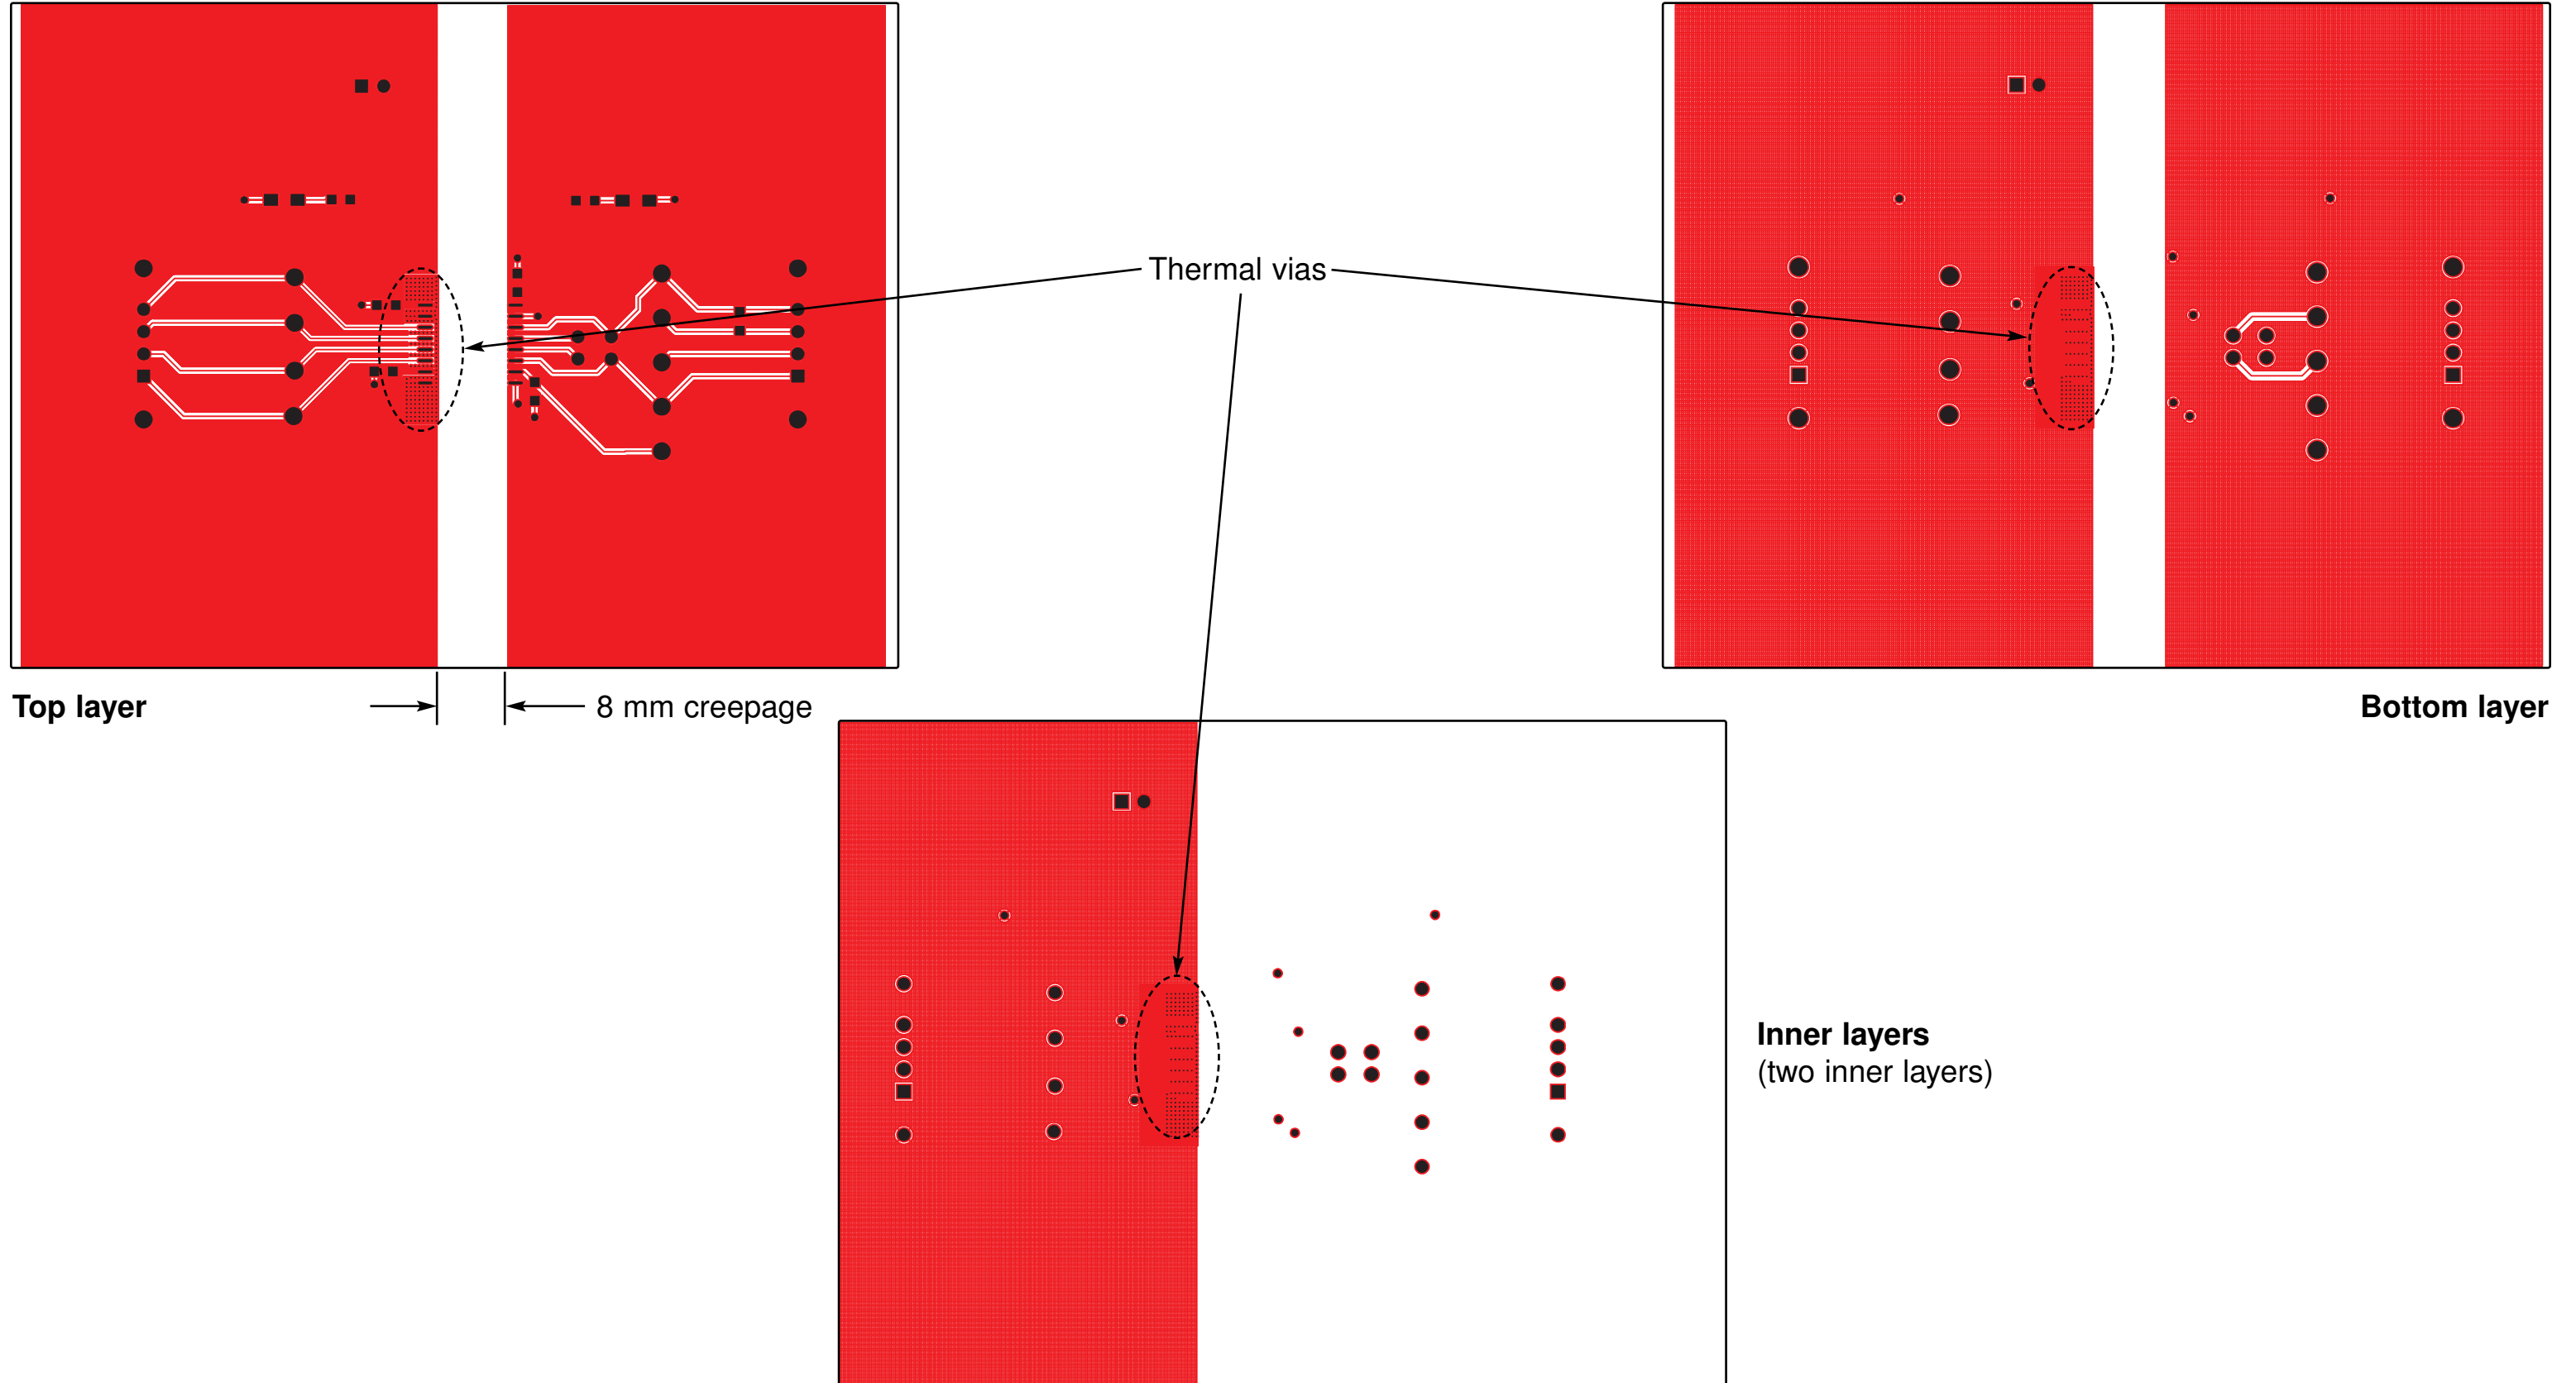 Thermal vias
Top layer
8 mm creepage
Bottom layer
Inner layers
(two inner layers)